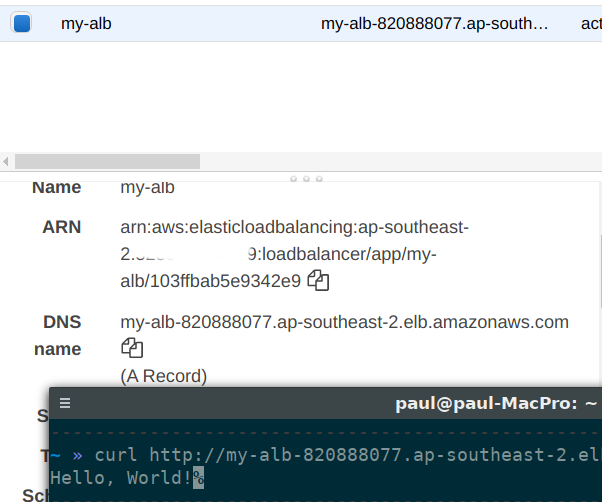 my-alb my-alb-820888077.ap-south… act
Name my-alb
ARN arn:aws:elasticloadbalancing:ap-southeast-
9:loadbalancer/app/my-
alb/103ffbab5e9342e9
DNS my-alb-820888077.ap-southeast-2.elb.amazonaws.com
name
(A Record)
S
paul@paul-MacPro: ~
T
~ » curl http://my-alb-820888077.ap-southeast-2.el
Hello, World!%
Sch